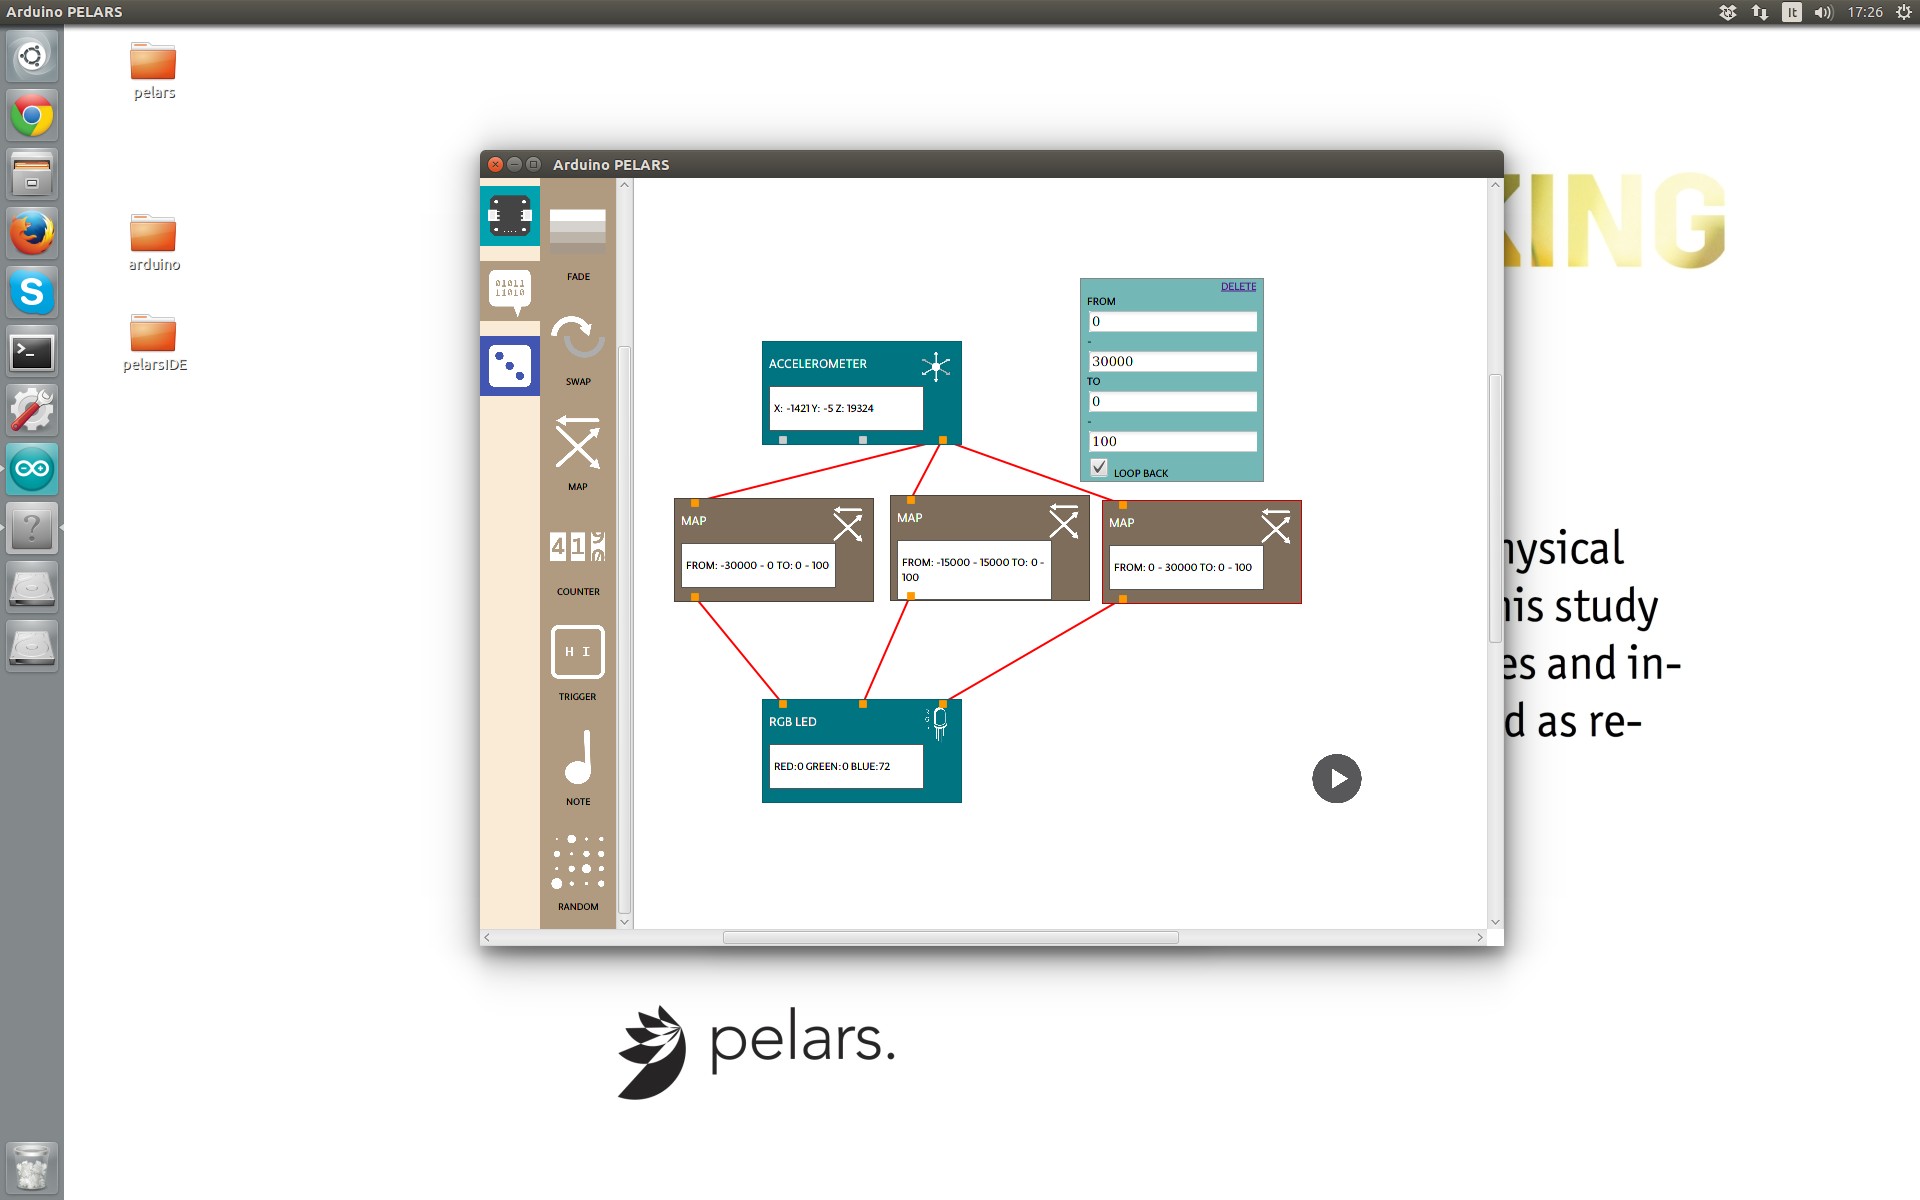 Arduino PELARS
It
17:26
pelars
arduino
pelarsIDE
KING
hysical
his study
es and in-
d as re-
Arduino PELARS
01011
11010
FADE
SWAP
MAP
419
0
COUNTER
H I
TRIGGER
NOTE
RANDOM
ACCELEROMETER
X: -1421 Y: -5 Z: 19324
DELETE
FROM
0
-
30000
TO
0
-
100
LOOP BACK
MAP
FROM: -30000 - 0 TO: 0 - 100
MAP
FROM: -15000 - 15000 TO: 0 -
100
MAP
FROM: 0 - 30000 TO: 0 - 100
RGB LED
RED:0 GREEN:0 BLUE:72
pelars.